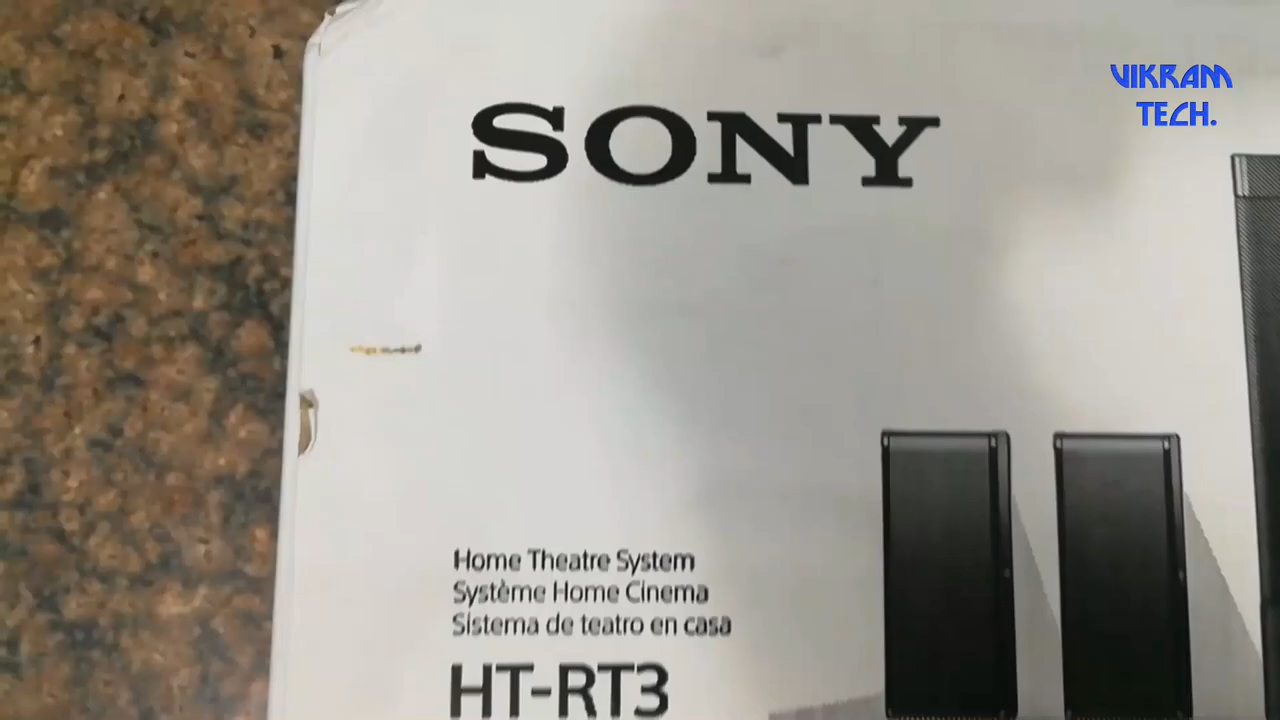 SONY
VIKRAM
TECH.
Home Theatre System
Système Home Cinema
Sistema de teatro en casa
HT-RT3